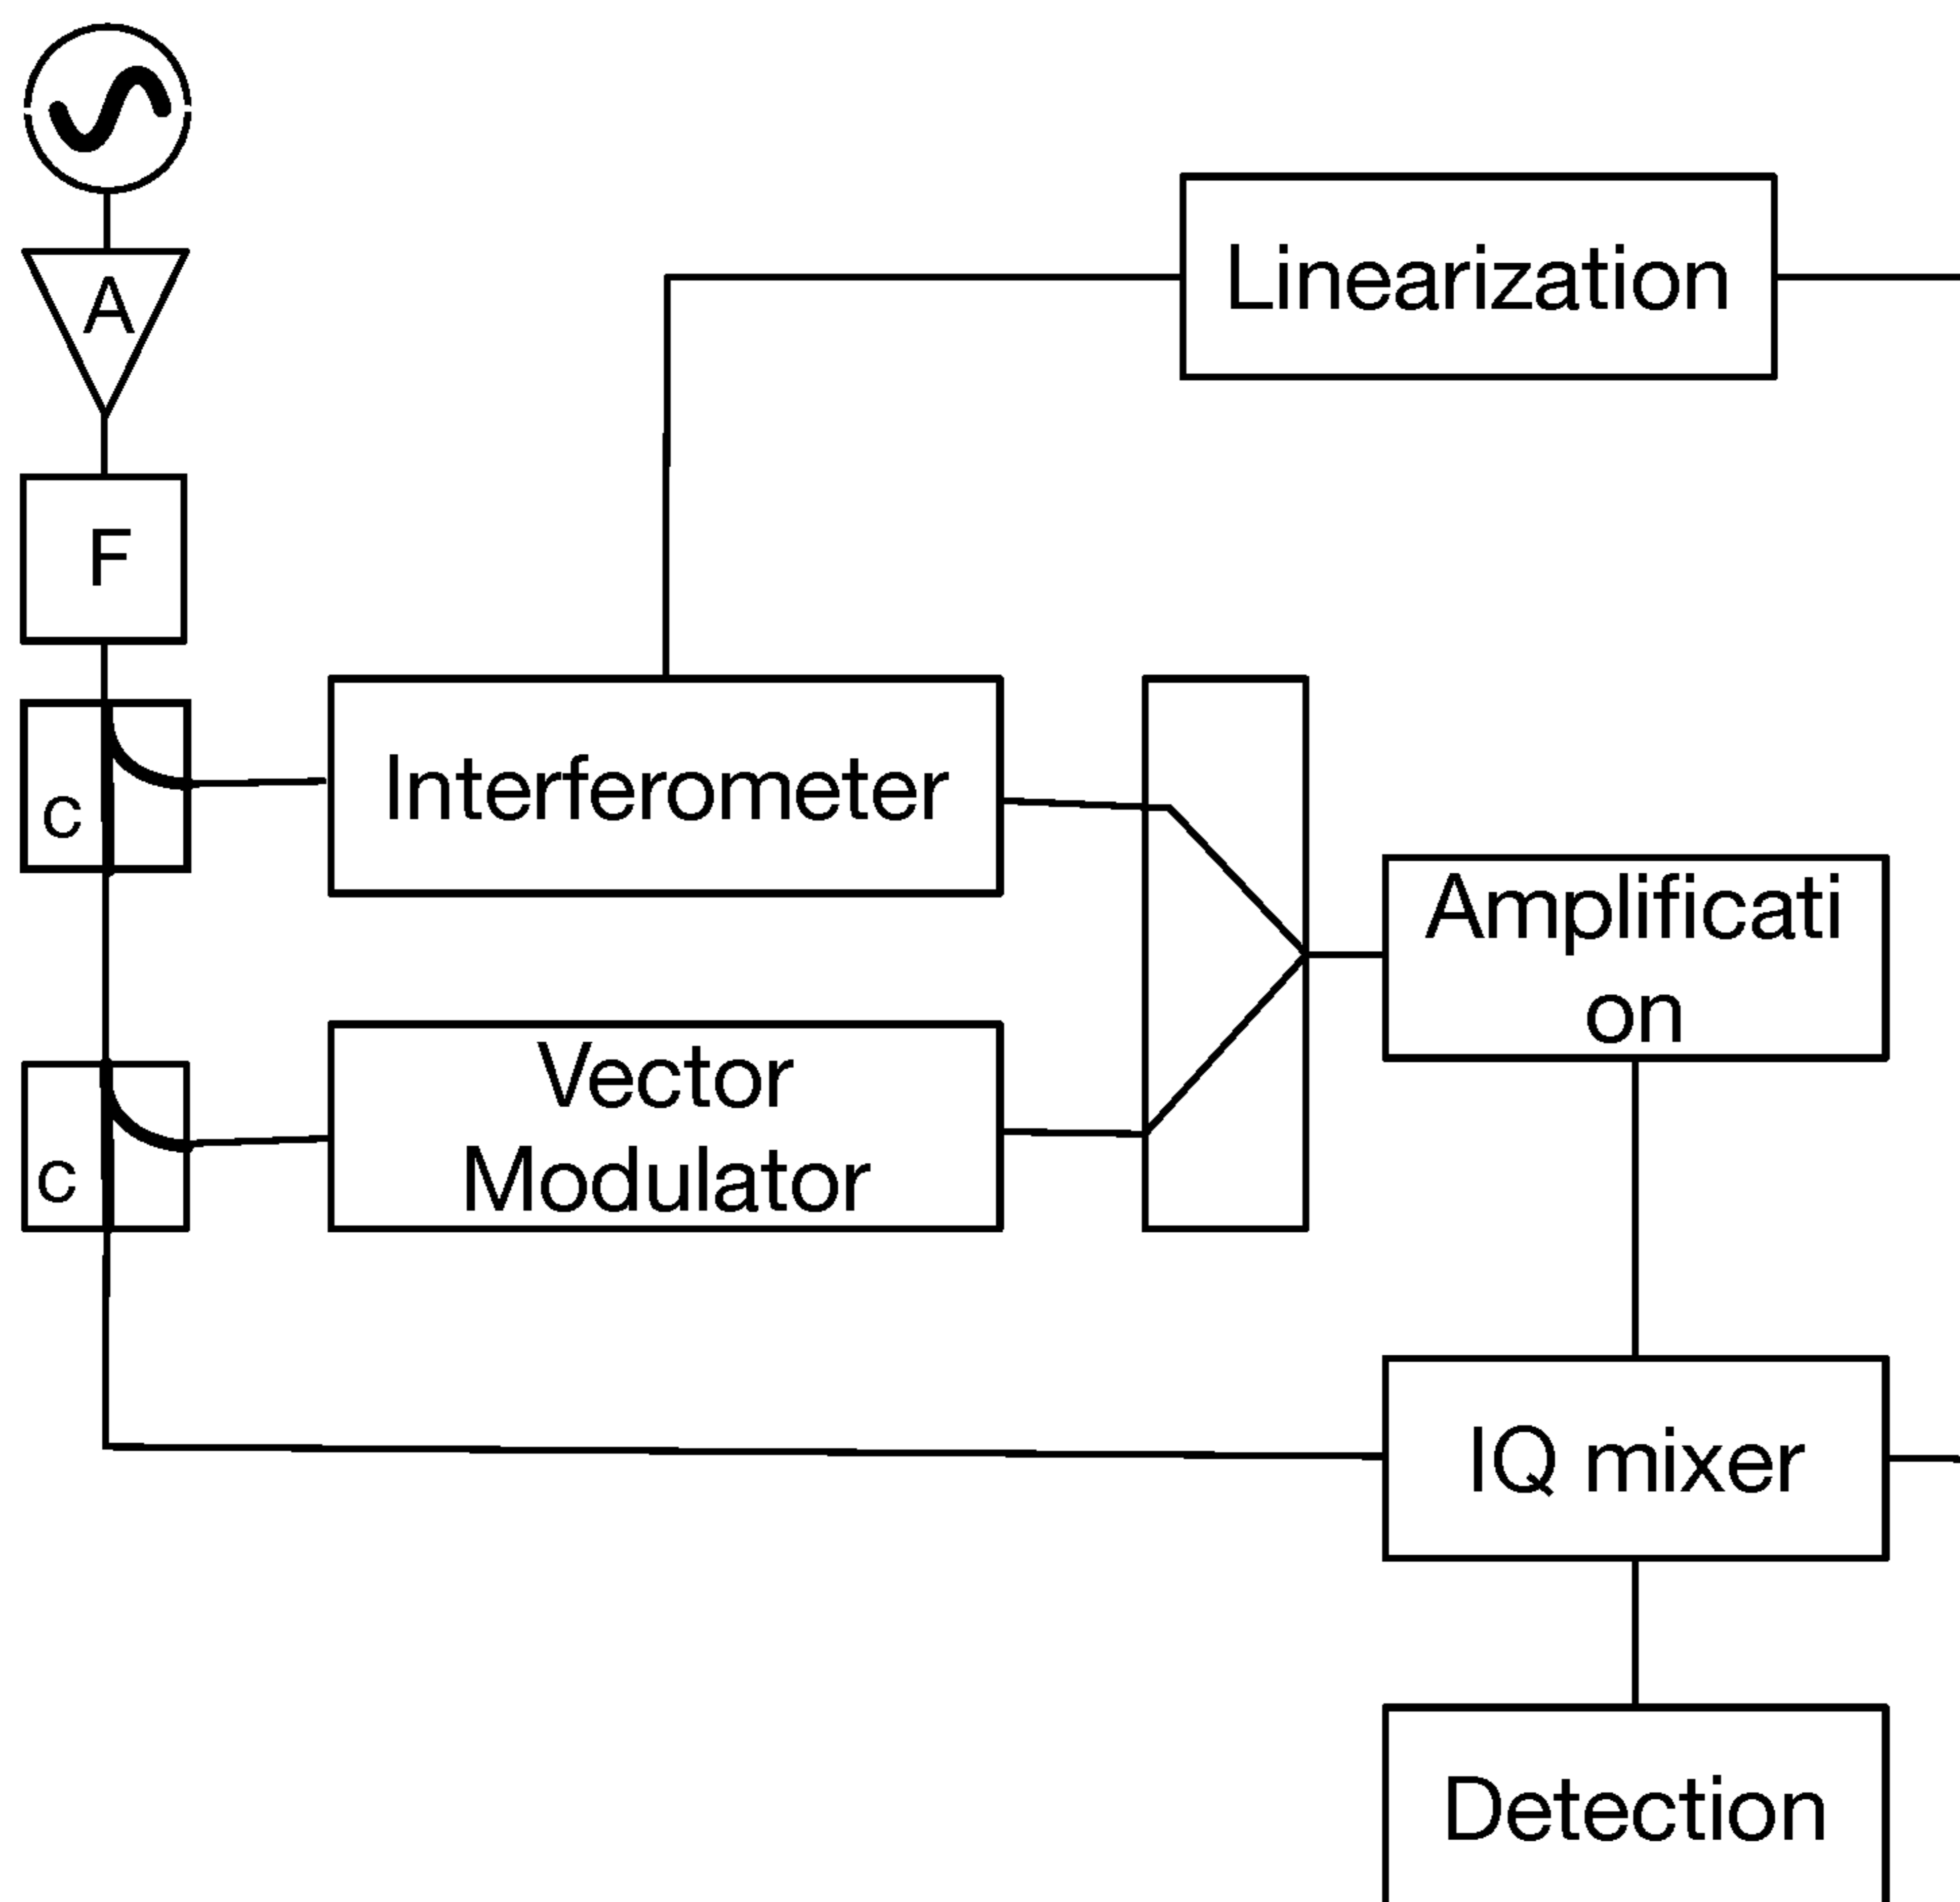 A
Linearization
F
Interferometer
c
Amplificati
on
Vector
Modulator
c
IQ mixer
Detection